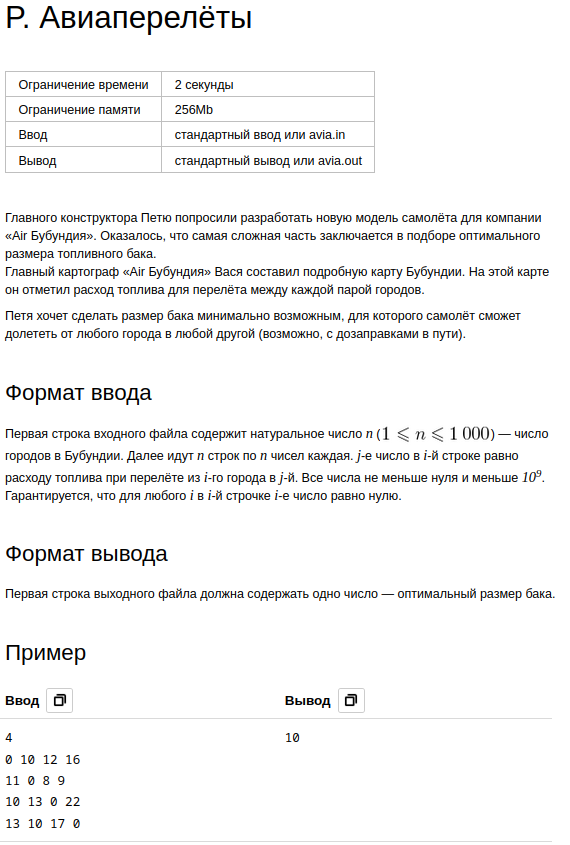 P. Авиаперелёты
Ограничение времени 2 секунды
Ограничение памяти 256Mb
Ввод стандартный ввод или avia.in
Вывод стандартный вывод или avia.out
Главного конструктора Петю попросили разработать новую модель самолёта для компании
«Air Бубундия». Оказалось, что самая сложная часть заключается в подборе оптимального
размера топливного бака.
Главный картограф «Air Бубундия» Вася составил подробную карту Бубундии. На этой карте
он отметил расход топлива для перелёта между каждой парой городов.
Петя хочет сделать размер бака минимально возможным, для которого самолёт сможет
долететь от любого города в любой другой (возможно, с дозаправками в пути).
Формат ввода
Первая строка входного файла содержит натуральное число n (1 ⩽ n ⩽ 1 000) — число
городов в Бубундии. Далее идут n строк по n чисел каждая. j-е число в i-й строке равно
расходу топлива при перелёте из i-го города в j-й. Все числа не меньше нуля и меньше 10⁹.
Гарантируется, что для любого i в i-й строчке i-е число равно нулю.
Формат вывода
Первая строка выходного файла должна содержать одно число — оптимальный размер бака.
Пример
Ввод Вывод
4 10
0 10 12 16
11 0 8 9
10 13 0 22
13 10 17 0